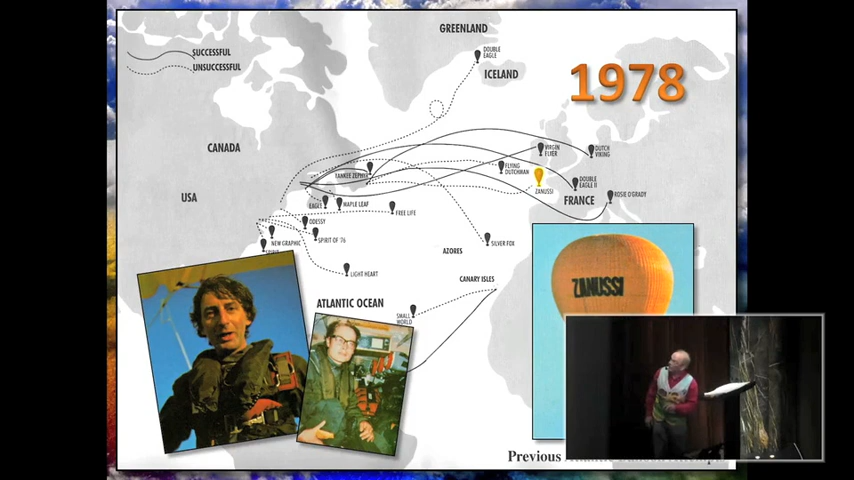 GREENLAND
DOUBLE
EAGLE
ICELAND
SUCCESSFUL
UNSUCCESSFUL
1978
CANADA
VIRGIN
FLYER
DUTCH
VIKING
YANKEE ZEPHYR
FLYING
DUTCHMAN
ZANUSSI
DOUBLE
EAGLE II
USA
FRANCE
ROSIE O'GRADY
EAGLE
MAPLE LEAF
FREE LIFE
ODESSY
NEW GRAPHIC
SPIRIT OF '76
SILVER FOX
AZORES
LIGHT HEART
CANARY ISLES
ATLANTIC OCEAN
SMALL
WORLD
ZANUSSI
Previous